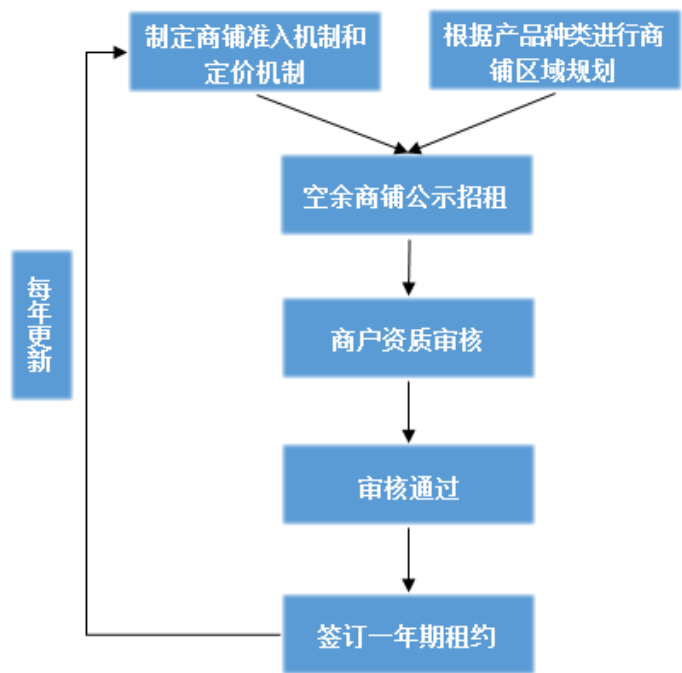 制定商铺准入机制和
定价机制
根据产品种类进行商
铺区域规划
空余商铺公示招租
每年更新
商户资质审核
审核通过
签订一年期租约